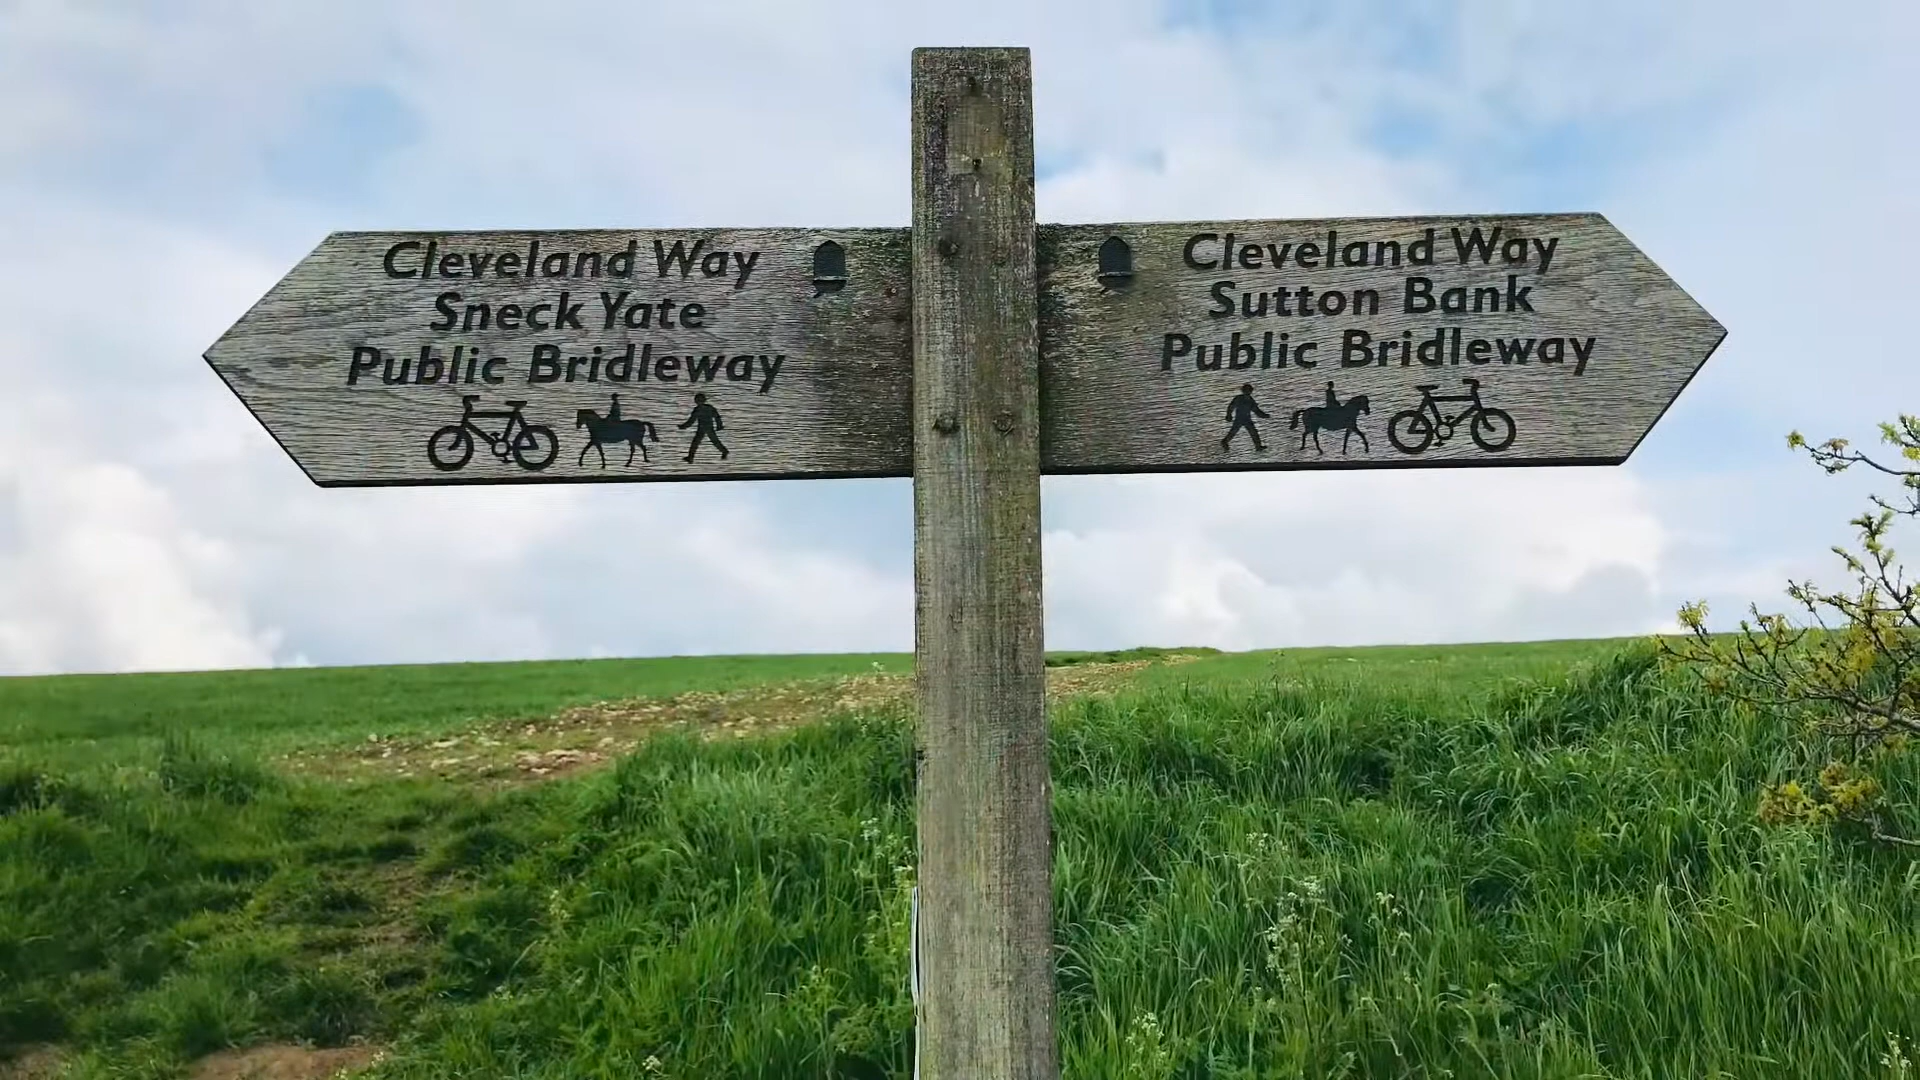 Cleveland Way
Sneck Yate
Public Bridleway
Cleveland Way
Sutton Bank
Public Bridleway